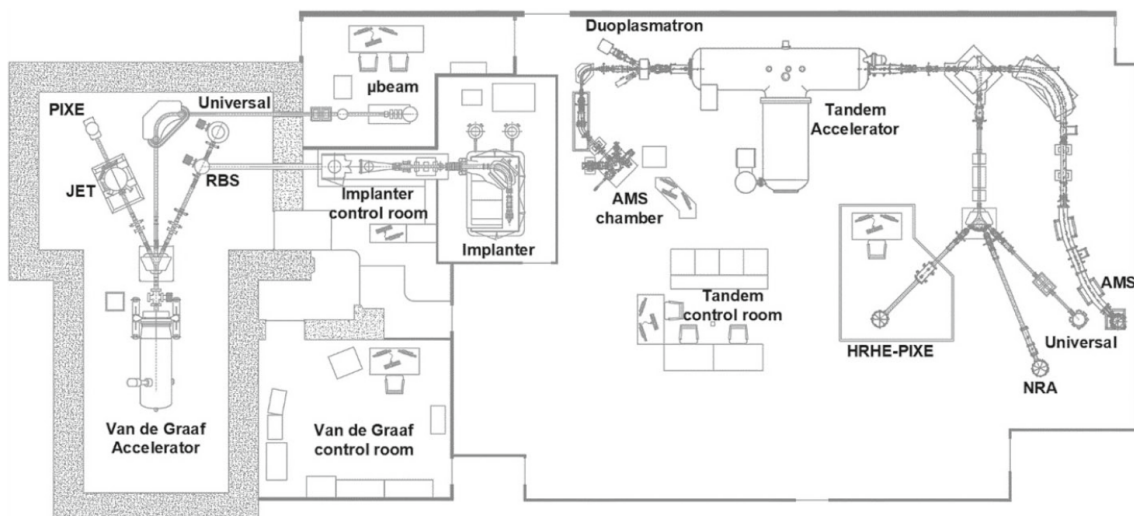 Duoplasmatron
µbeam
Universal
PIXE
Tandem
Accelerator
JET
RBS
Implanter
control room
AMS
chamber
Implanter
AMS
Tandem
control room
Universal
HRHE-PIXE
NRA
Van de Graaf
Accelerator
Van de Graaf
control room